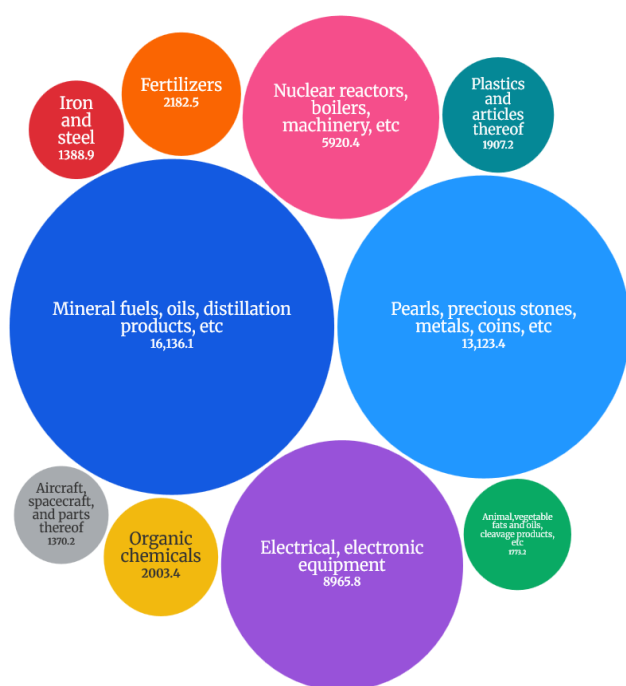 Iron
and
steel
1388.9
Fertilizers
2182.5
Nuclear reactors,
boilers,
machinery, etc
5920.4
Plastics
and
articles
thereof
1907.2
Mineral fuels, oils, distillation
products, etc
16,136.1
Pearls, precious stones,
metals, coins, etc
13,123.4
Aircraft,
spacecraft,
and parts
thereof
1370.2
Organic
chemicals
2003.4
Electrical, electronic
equipment
8965.8
Animal,vegetable
fats and oils,
cleavage products,
etc
1773.2